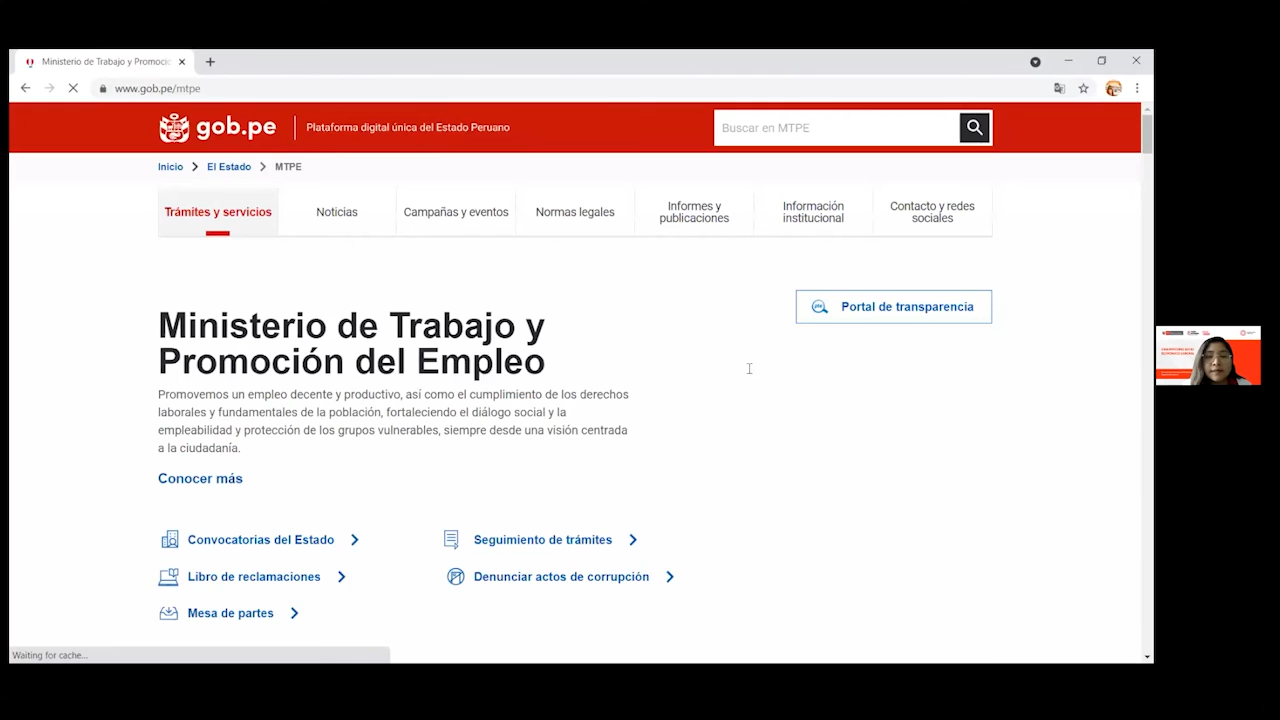 Ministerio de Trabajo y Promocio
www.gob.pe/mtpe
gob.pe
Plataforma digital única del Estado Peruano
Buscar en MTPE
Inicio > El Estado > MTPE
Trámites y servicios
Noticias
Campañas y eventos
Normas legales
Informes y
publicaciones
Información
institucional
Contacto y redes
sociales
Portal de transparencia
Ministerio de Trabajo y
Promoción del Empleo
Promovemos un empleo decente y productivo, así como el cumplimiento de los derechos
laborales y fundamentales de la población, fortaleciendo el diálogo social y la
empleabilidad y protección de los grupos vulnerables, siempre desde una visión centrada
a la ciudadanía.
Conocer más
Convocatorias del Estado
Seguimiento de trámites
Libro de reclamaciones
Denunciar actos de corrupción
Mesa de partes
Waiting for cache...